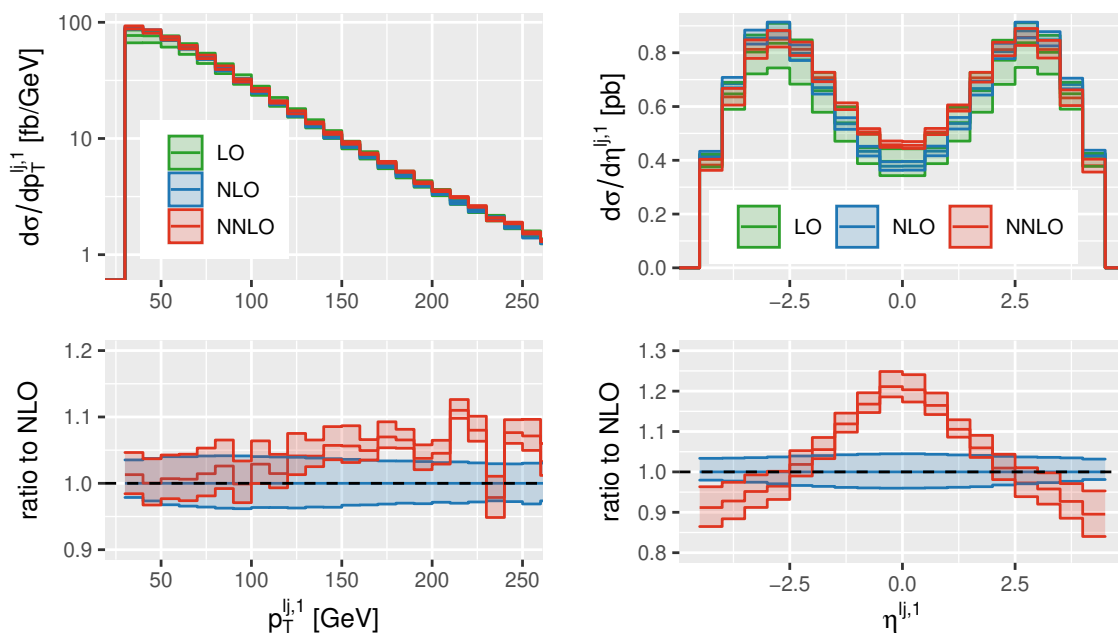 dσ/dp_T^{lj,1} [fb/GeV]
100
10
1
LO
NLO
NNLO
50 100 150 200 250
dσ/dη^{lj,1} [pb]
0.8
0.6
0.4
0.2
0.0
LO NLO NNLO
−2.5 0.0 2.5
ratio to NLO
1.2
1.1
1.0
0.9
50 100 150 200 250
p_T^{lj,1} [GeV]
ratio to NLO
1.3
1.2
1.1
1.0
0.9
0.8
−2.5 0.0 2.5
η^{lj,1}